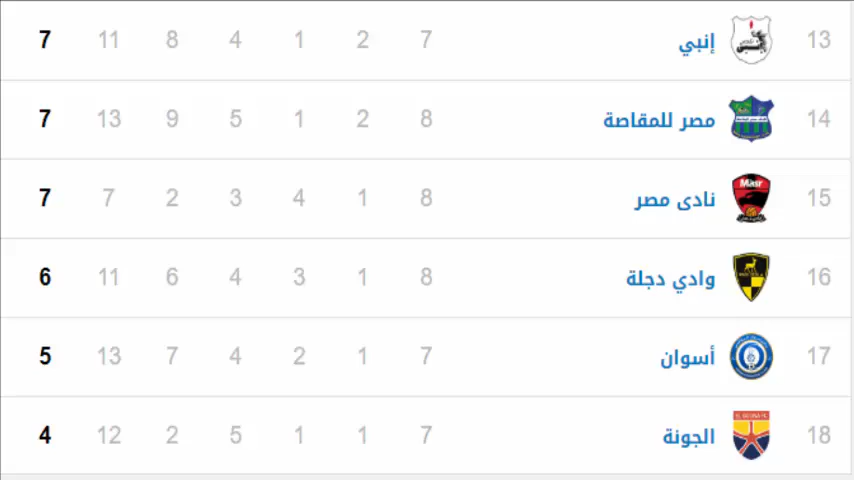 13 إنبي 7 2 1 4 8 11 7
14 مصر للمقاصة 8 2 1 5 9 13 7
15 نادى مصر 8 1 4 3 2 7 7
16 وادي دجلة 8 1 3 4 6 11 6
17 أسوان 7 1 2 4 7 13 5
18 الجونة 7 1 1 5 2 12 4